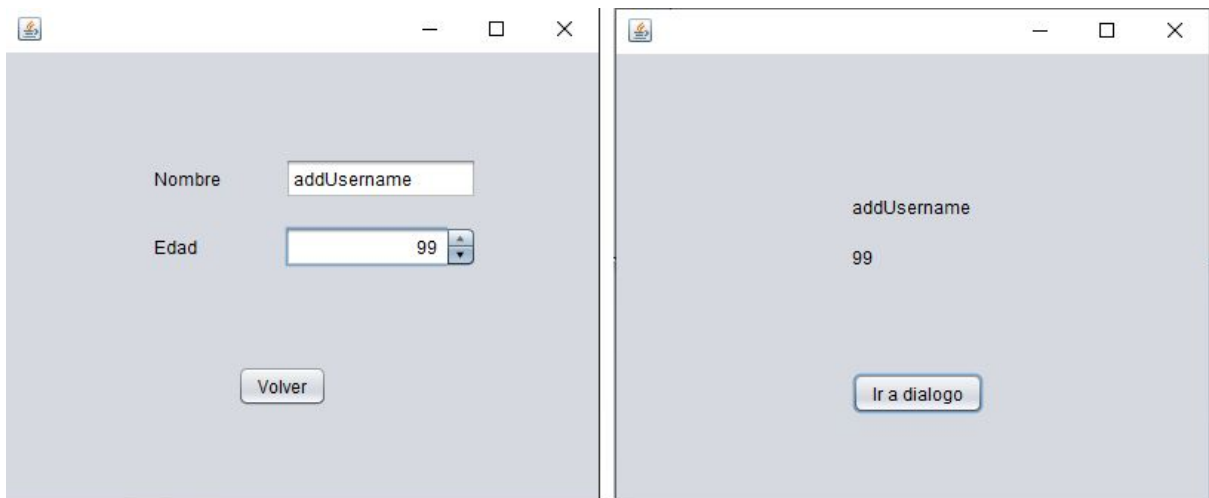 Nombre addUsername
Edad 99
Volver
addUsername
99
Ir a dialogo